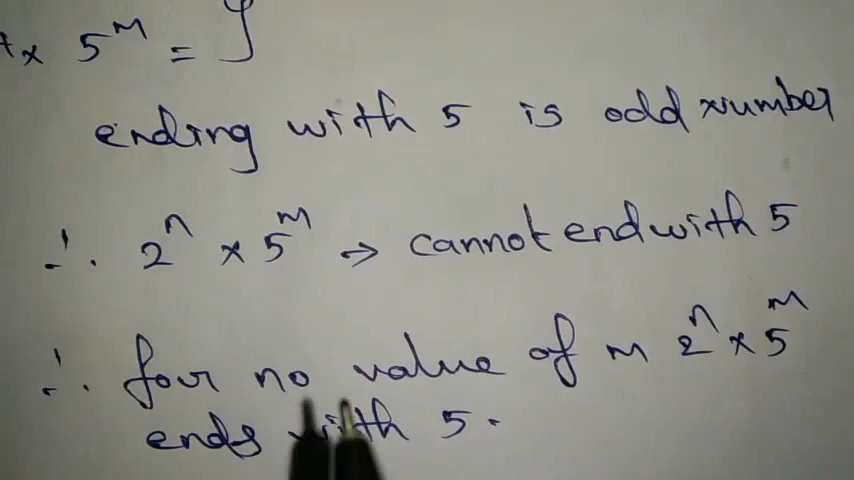 x 5^m =
ending with 5 is odd number
∴ 2^n × 5^m → cannot end with 5
∴ four no value of m 2^n × 5^m
ends with 5.